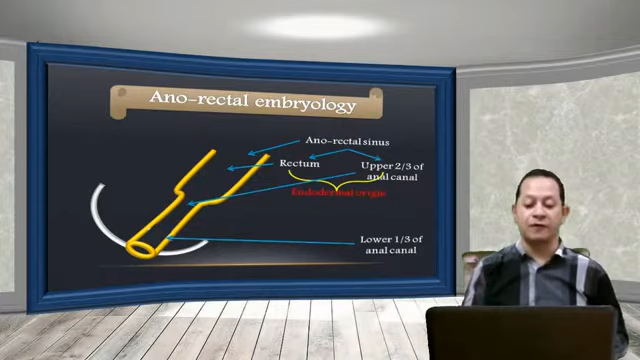 Ano-rectal embryology
Ano-rectal sinus
Rectum
Upper 2/3 of
anal canal
Endodermal origin
Lower 1/3 of
anal canal